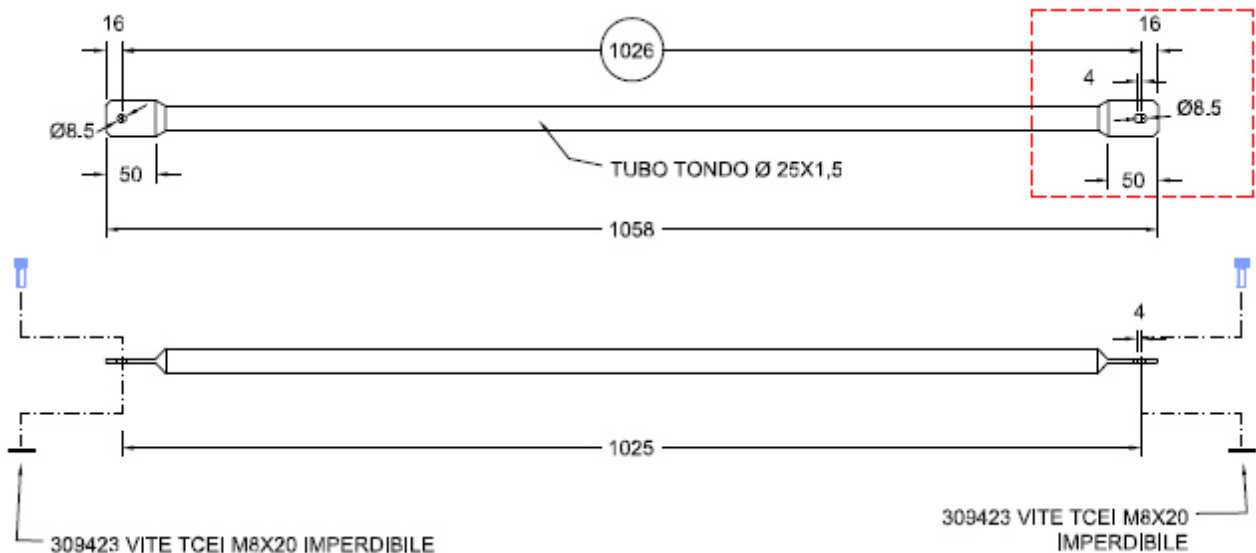 16
16
1026
4
Ø8.5
Ø8.5
TUBO TONDO Ø 25X1,5
50
50
1058
4
1025
309423 VITE TCEI M8X20 IMPERDIBILE
309423 VITE TCEI M8X20
IMPERDIBILE